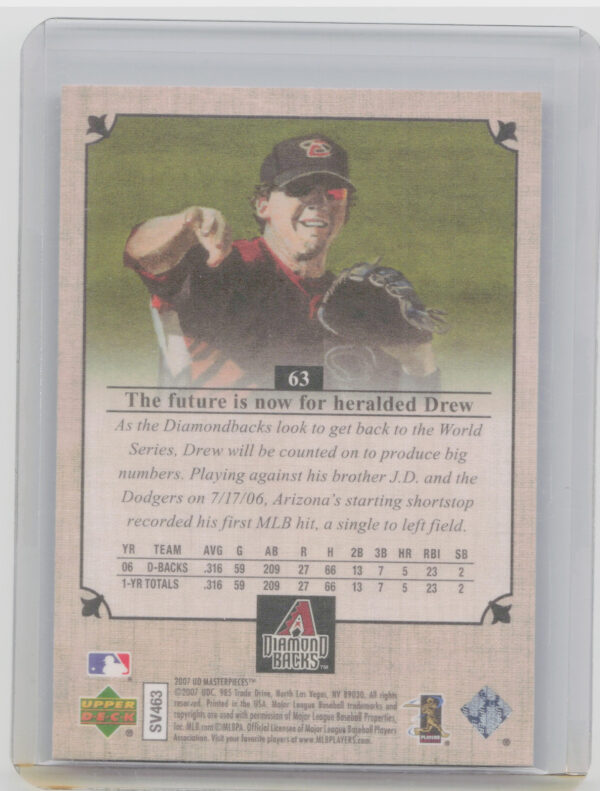 63
The future is now for heralded Drew
As the Diamondbacks look to get back to the World
Series, Drew will be counted on to produce big
numbers. Playing against his brother J.D. and the
Dodgers on 7/17/06, Arizona's starting shortstop
recorded his first MLB hit, a single to left field.
YR TEAM AVG G AB R H 2B 3B HR RBI SB
06 D-BACKS .316 59 209 27 66 13 7 5 23 2
1-YR TOTALS .316 59 209 27 66 13 7 5 23 2
A
DIAMOND
BACKS™
UPPER
DECK
SV463
2007 UD MASTERPIECES™
©2007 UDC, 985 Trade Drive, North Las Vegas, NV 89030. All rights
reserved. Printed in the USA. Major League Baseball trademarks and
copyrights are used with permission of Major League Baseball Properties,
Inc. MLB.com ©MLBPA. Official Licensee of Major League Baseball Players
Association. Visit your favorite players at www.MLBPLAYERS.com.
PLAYERS